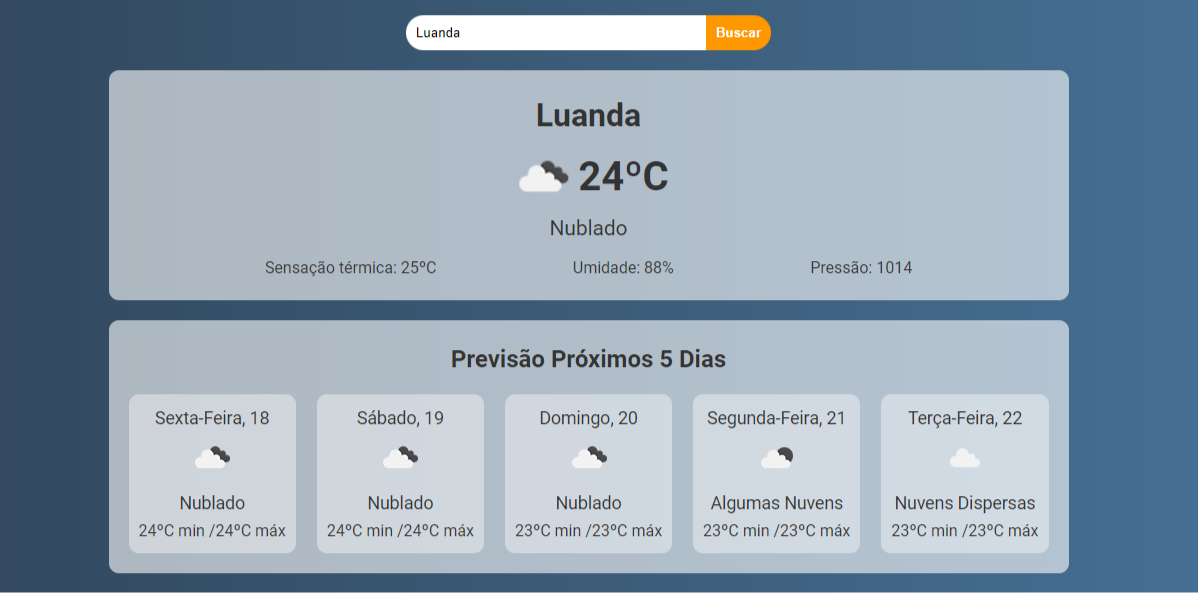 Luanda
Buscar
Luanda
24ºC
Nublado
Sensação térmica: 25ºC
Umidade: 88%
Pressão: 1014
Previsão Próximos 5 Dias
Sexta-Feira, 18
Nublado
24ºC min /24ºC máx
Sábado, 19
Nublado
24ºC min /24ºC máx
Domingo, 20
Nublado
23ºC min /23ºC máx
Segunda-Feira, 21
Algumas Nuvens
23ºC min /23ºC máx
Terça-Feira, 22
Nuvens Dispersas
23ºC min /23ºC máx